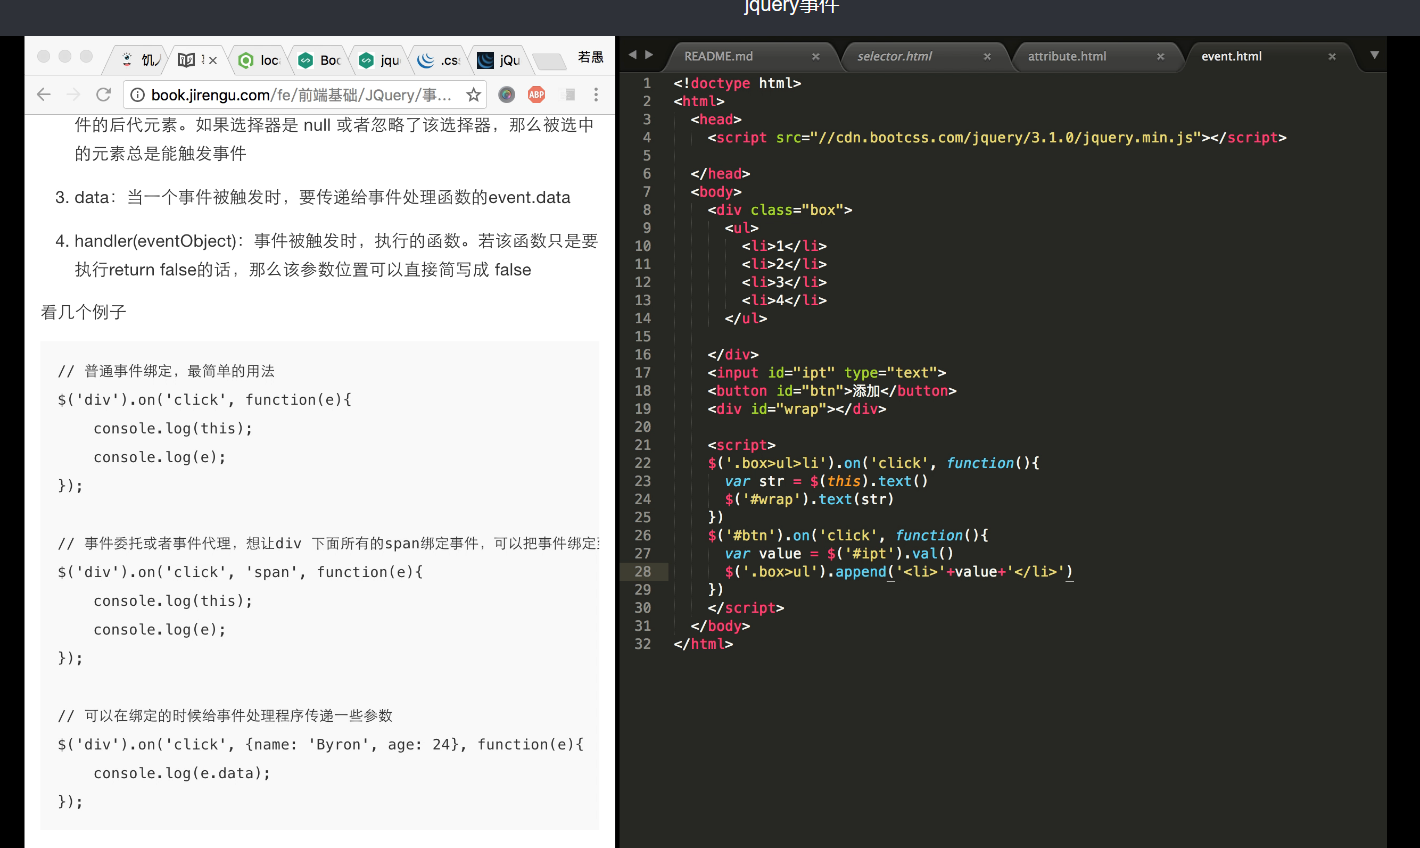 jquery事件
若愚
book.jirengu.com/fe/前端基础/JQuery/事...
ABP
件的后代元素。如果选择器是 null 或者忽略了该选择器，那么被选中
的元素总是能触发事件
3. data：当一个事件被触发时，要传递给事件处理函数的event.data
4. handler(eventObject)：事件被触发时，执行的函数。若该函数只是要
执行return false的话，那么该参数位置可以直接简写成 false
看几个例子
// 普通事件绑定，最简单的用法
$('div').on('click', function(e){
    console.log(this);
    console.log(e);
});
// 事件委托或者事件代理，想让div 下面所有的span绑定事件，可以把事件绑定到
$('div').on('click', 'span', function(e){
    console.log(this);
    console.log(e);
});
// 可以在绑定的时候给事件处理程序传递一些参数
$('div').on('click', {name: 'Byron', age: 24}, function(e){
    console.log(e.data);
});
README.md
selector.html
attribute.html
event.html
1 <!doctype html>
2 <html>
3   <head>
4     <script src="//cdn.bootcss.com/jquery/3.1.0/jquery.min.js"></script>
5
6   </head>
7   <body>
8     <div class="box">
9       <ul>
10         <li>1</li>
11         <li>2</li>
12         <li>3</li>
13         <li>4</li>
14       </ul>
15
16     </div>
17     <input id="ipt" type="text">
18     <button id="btn">添加</button>
19     <div id="wrap"></div>
20
21     <script>
22     $('.box>ul>li').on('click', function(){
23       var str = $(this).text()
24       $('#wrap').text(str)
25     })
26     $('#btn').on('click', function(){
27       var value = $('#ipt').val()
28       $('.box>ul').append('<li>'+value+'</li>')
29     })
30     </script>
31   </body>
32 </html>